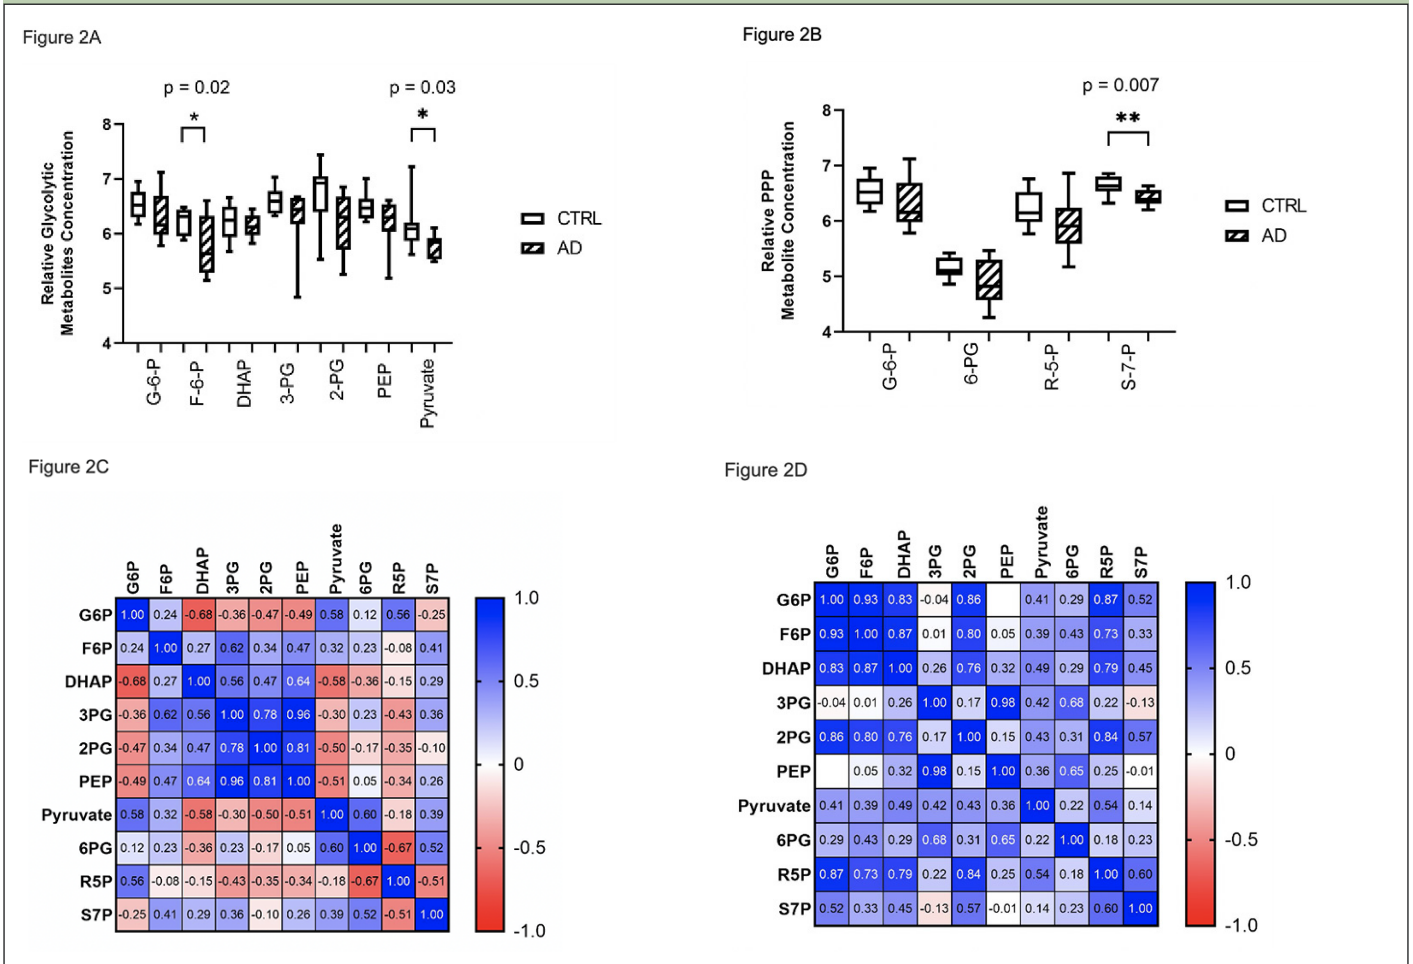 Figure 2A
p = 0.02
p = 0.03
*
*
8
7
6
5
4
Relative Glycolytic
Metabolites Concentration
G-6-P
F-6-P
DHAP
3-PG
2-PG
PEP
Pyruvate
CTRL
AD
Figure 2B
p = 0.007
**
8
7
6
5
4
Relative PPP
Metabolite Concentration
G-6-P
6-PG
R-5-P
S-7-P
CTRL
AD
Figure 2C
G6P F6P DHAP 3PG 2PG PEP Pyruvate 6PG R5P S7P
G6P 1.00 0.24 -0.68 -0.36 -0.47 -0.49 0.58 0.12 0.56 -0.25
F6P 0.24 1.00 0.27 0.62 0.34 0.47 0.32 0.23 -0.08 0.41
DHAP -0.68 0.27 1.00 0.56 0.47 0.64 -0.58 -0.36 -0.15 0.29
3PG -0.36 0.62 0.56 1.00 0.78 0.96 -0.30 0.23 -0.43 0.36
2PG -0.47 0.34 0.47 0.78 1.00 0.81 -0.50 -0.17 -0.35 -0.10
PEP -0.49 0.47 0.64 0.96 0.81 1.00 -0.51 0.05 -0.34 0.26
Pyruvate 0.58 0.32 -0.58 -0.30 -0.50 -0.51 1.00 0.60 -0.18 0.39
6PG 0.12 0.23 -0.36 0.23 -0.17 0.05 0.60 1.00 -0.67 0.52
R5P 0.56 -0.08 -0.15 -0.43 -0.35 -0.34 -0.18 -0.67 1.00 -0.51
S7P -0.25 0.41 0.29 0.36 -0.10 0.26 0.39 0.52 -0.51 1.00
1.0
0.5
0
-0.5
-1.0
Figure 2D
G6P F6P DHAP 3PG 2PG PEP Pyruvate 6PG R5P S7P
G6P 1.00 0.93 0.83 -0.04 0.86 0.41 0.29 0.87 0.52
F6P 0.93 1.00 0.87 0.01 0.80 0.05 0.39 0.43 0.73 0.33
DHAP 0.83 0.87 1.00 0.26 0.76 0.32 0.49 0.29 0.79 0.45
3PG -0.04 0.01 0.26 1.00 0.17 0.98 0.42 0.68 0.22 -0.13
2PG 0.86 0.80 0.76 0.17 1.00 0.15 0.43 0.31 0.84 0.57
PEP 0.05 0.32 0.98 0.15 1.00 0.36 0.65 0.25 -0.01
Pyruvate 0.41 0.39 0.49 0.42 0.43 0.36 1.00 0.22 0.54 0.14
6PG 0.29 0.43 0.29 0.68 0.31 0.65 0.22 1.00 0.18 0.23
R5P 0.87 0.73 0.79 0.22 0.84 0.25 0.54 0.18 1.00 0.60
S7P 0.52 0.33 0.45 -0.13 0.57 -0.01 0.14 0.23 0.60 1.00
1.0
0.5
0
-0.5
-1.0